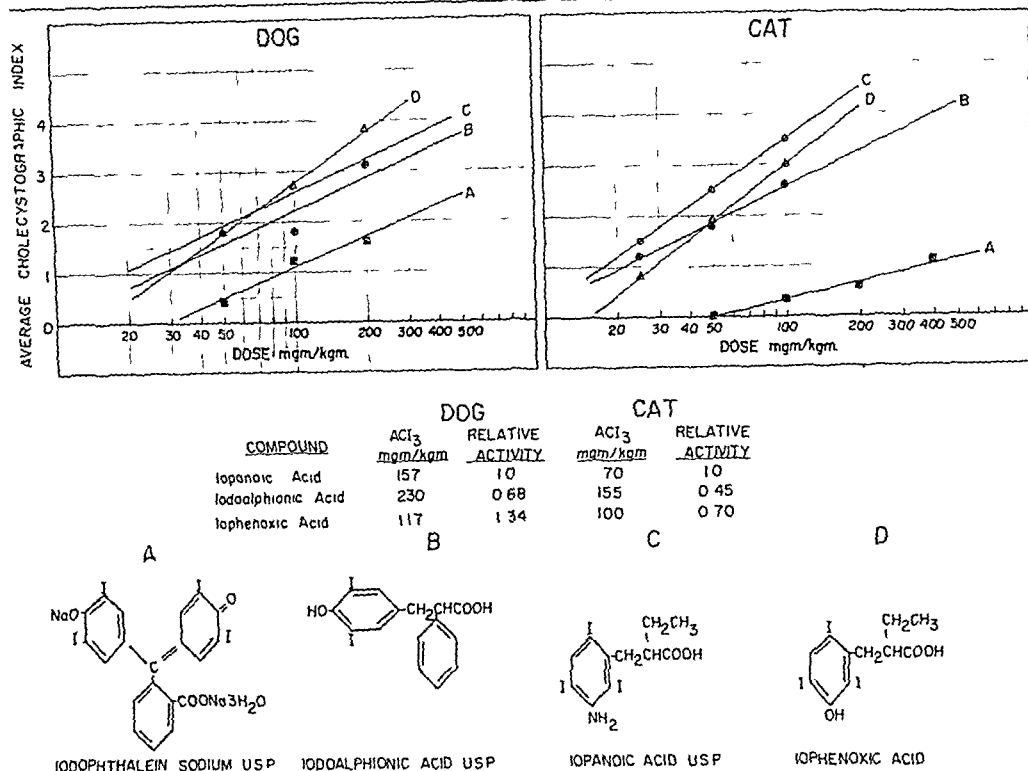 DOG
CAT
AVERAGE CHOLECYSTOGRAPHIC INDEX
4
3
2
1
0
D
C
B
A
20 30 40 50 100 200 300 400 500
DOSE mgm/kgm.
C
D
B
A
20 30 40 50 100 200 300 400 500
DOSE mgm/kgm.
DOG CAT
COMPOUND ACI3 mgm/kgm RELATIVE ACTIVITY ACI3 mgm/kgm RELATIVE ACTIVITY
Iopanoic Acid 157 1 0 70 1 0
Iodoalphionic Acid 230 0 68 155 0 45
Iophenoxic Acid 117 1.34 100 0 70
A
B
C
D
I
I
NaO
O
I
I
C
COONa3H2O
I
HO
CH2CHCOOH
I
CH2CH3
I
CH2CHCOOH
I
I
NH2
CH2CH3
I
CH2CHCOOH
I
I
OH
IODOPHTHALEIN SODIUM U S P
IODOALPHIONIC ACID U S P
IOPANOIC ACID U S P
IOPHENOXIC ACID